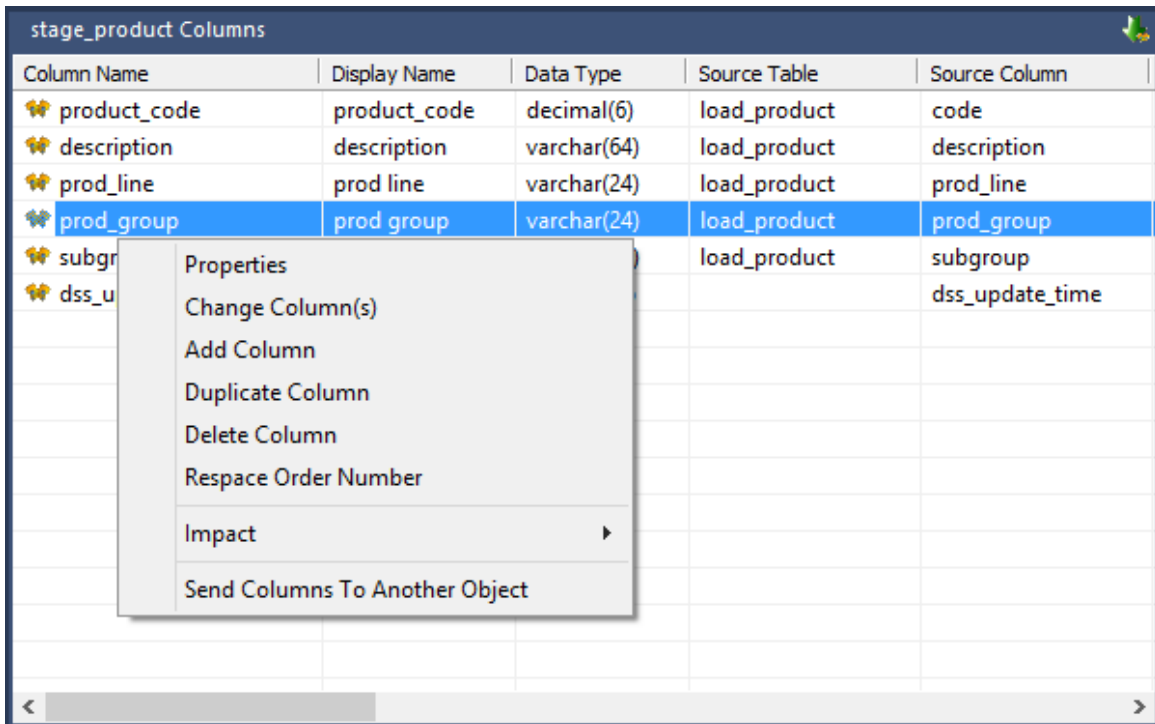 stage_product Columns
Column Name Display Name Data Type Source Table Source Column
product_code product_code decimal(6) load_product code
description description varchar(64) load_product description
prod_line prod line varchar(24) load_product prod_line
prod_group prod group varchar(24) load_product prod_group
subgr ) load_product subgroup
dss_u dss_update_time
Properties
Change Column(s)
Add Column
Duplicate Column
Delete Column
Respace Order Number
Impact
Send Columns To Another Object